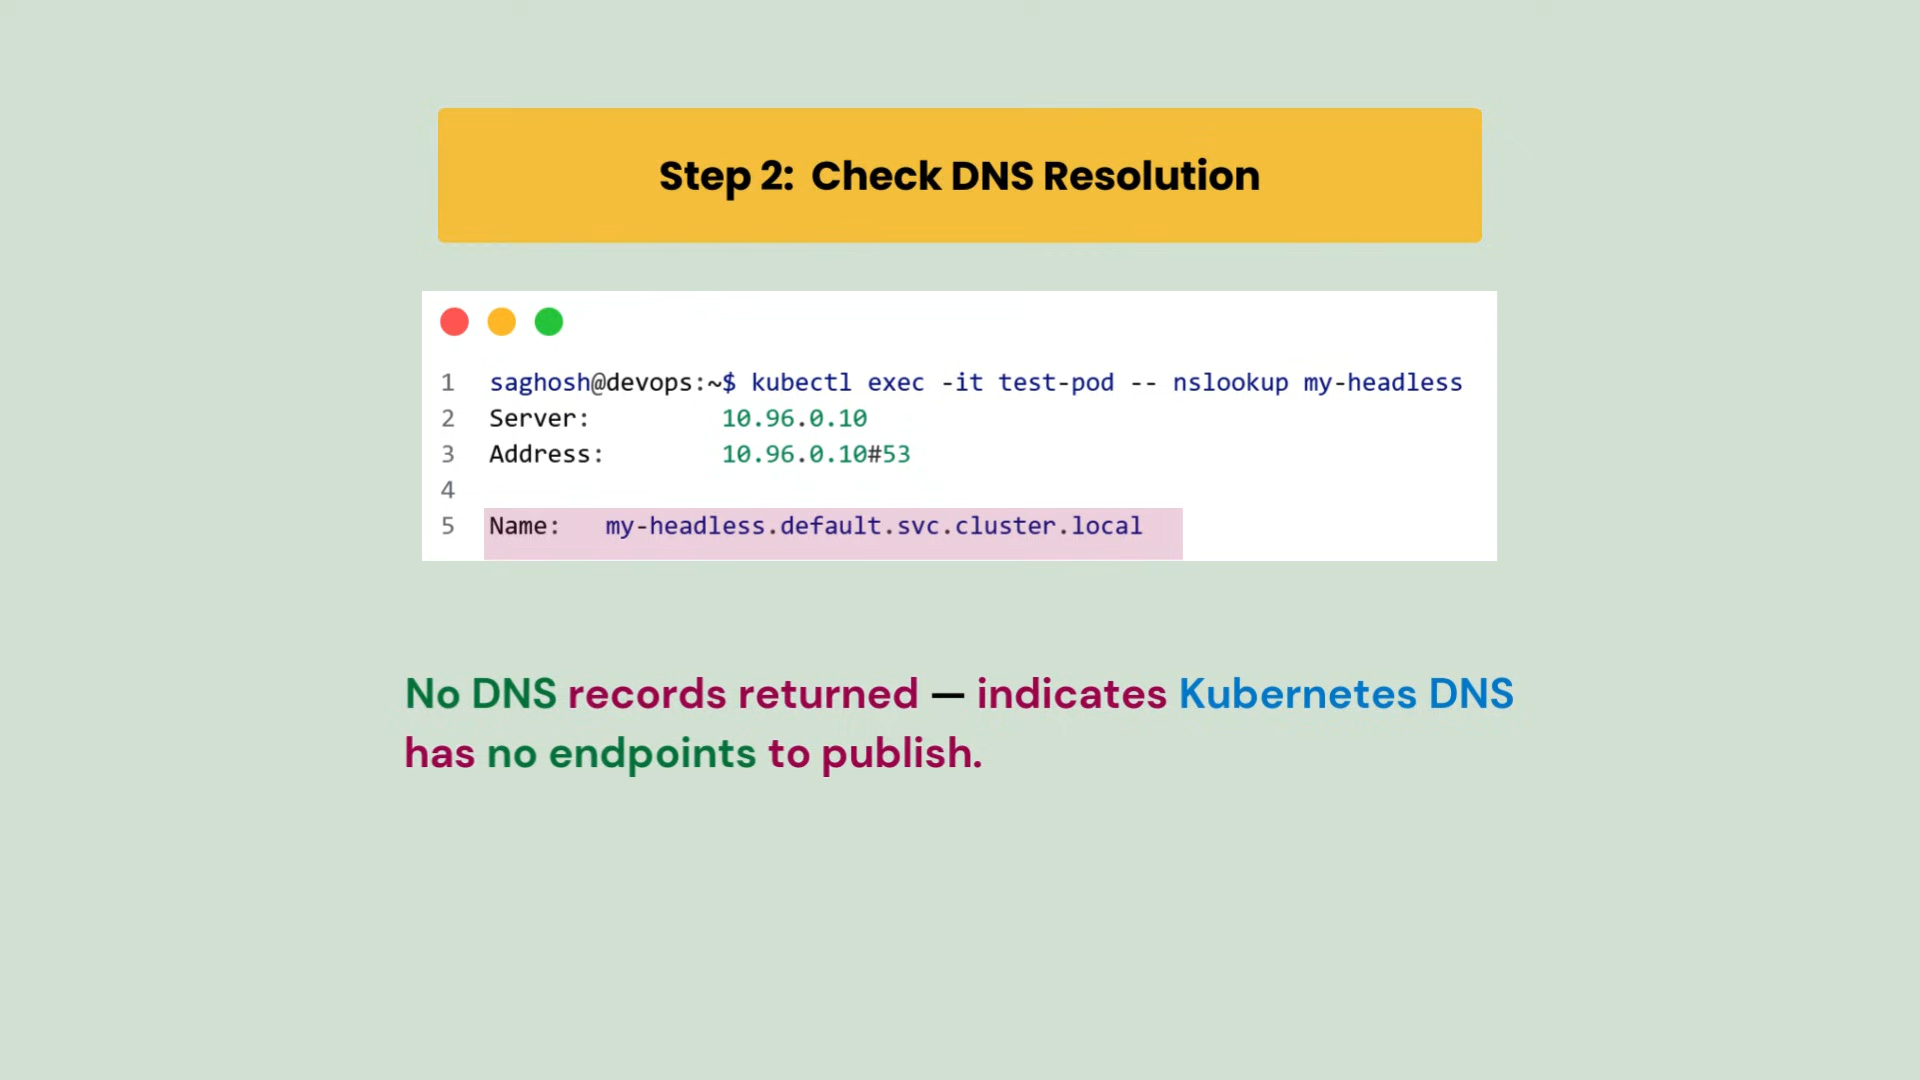 Step 2: Check DNS Resolution
1 saghosh@devops:~$ kubectl exec -it test-pod -- nslookup my-headless
2 Server: 10.96.0.10
3 Address: 10.96.0.10#53
4
5 Name: my-headless.default.svc.cluster.local
No DNS records returned — indicates Kubernetes DNS
has no endpoints to publish.